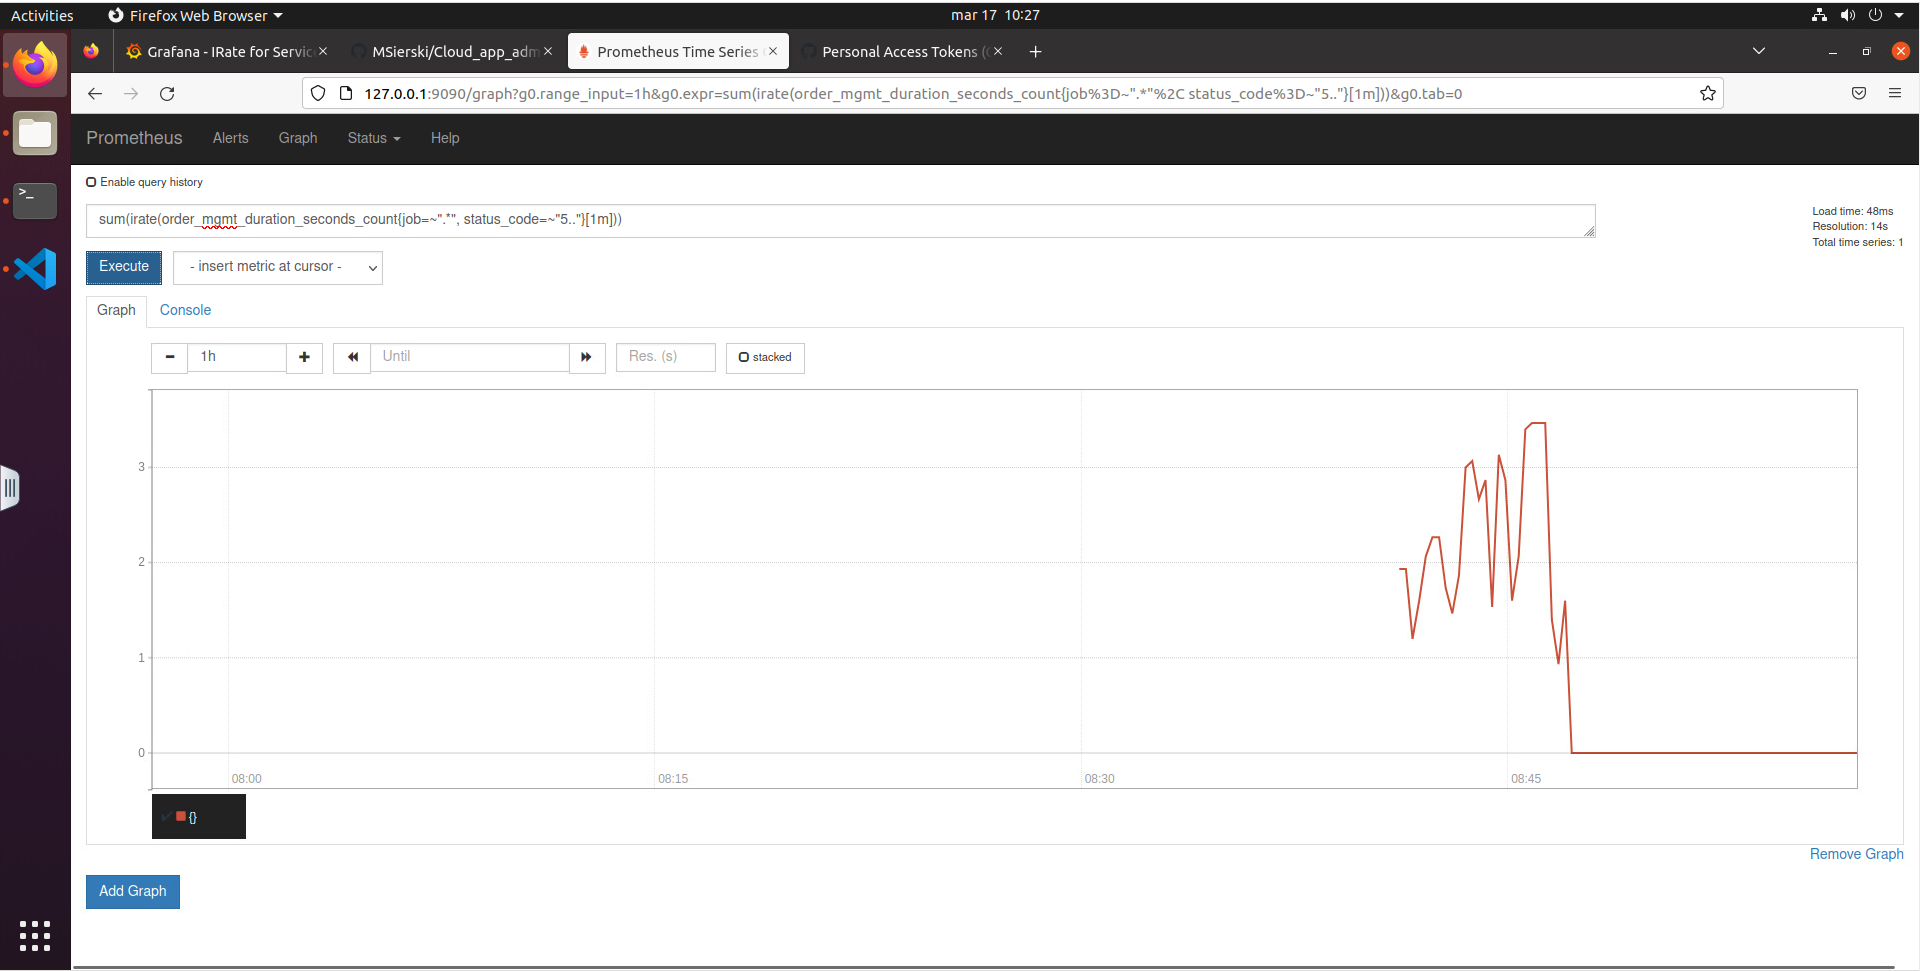 Activities
Firefox Web Browser
mar 17 10:27
Grafana - IRate for Servic
MSierski/Cloud_app_adm
Prometheus Time Series
Personal Access Tokens (
127.0.0.1:9090/graph?g0.range_input=1h&g0.expr=sum(irate(order_mgmt_duration_seconds_count{job%3D~".*"%2C status_code%3D~"5.."}[1m]))&g0.tab=0
Prometheus Alerts Graph Status Help
Enable query history
sum(irate(order_mgmt_duration_seconds_count{job=~".*", status_code=~"5.."}[1m]))
Load time: 48ms
Resolution: 14s
Total time series: 1
Execute
- insert metric at cursor -
Graph Console
1h
Until
Res. (s)
stacked
3
2
1
0
08:00 08:15 08:30 08:45
{}
Remove Graph
Add Graph